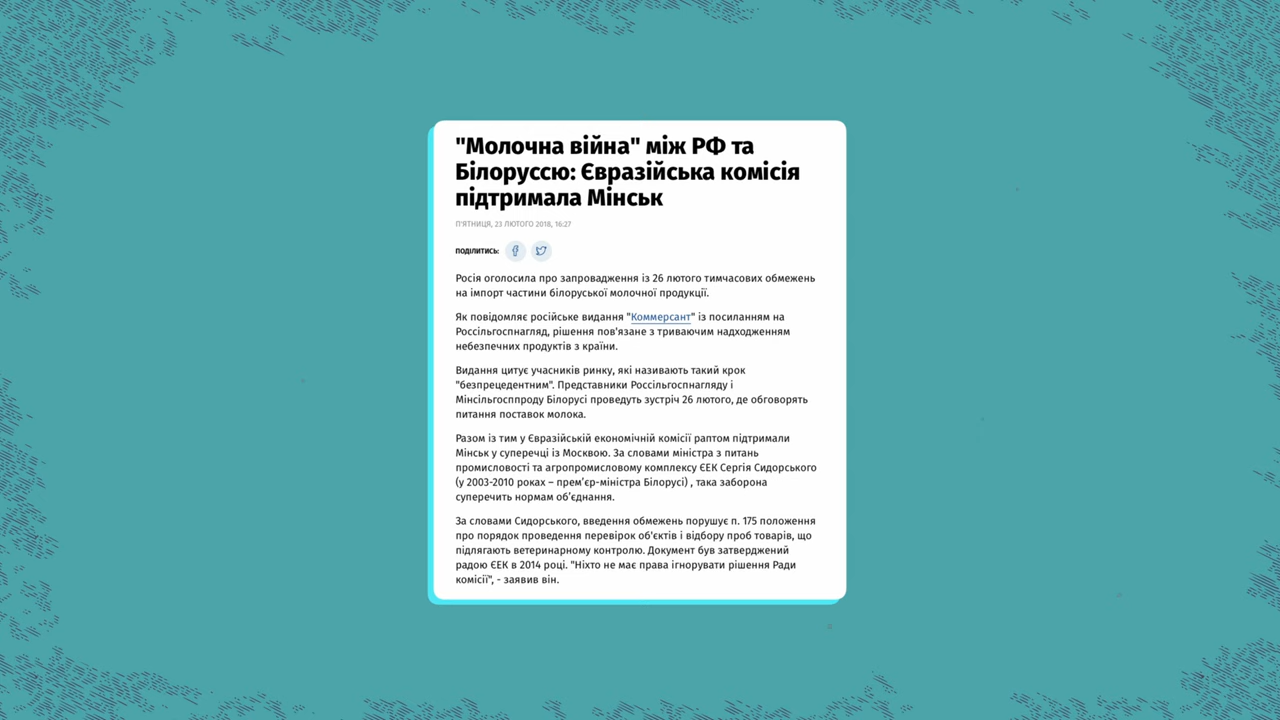 "Молочна війна" між РФ та
Білоруссю: Євразійська комісія
підтримала Мінськ
П'ЯТНИЦЯ, 23 ЛЮТОГО 2018, 16:27
ПОДІЛИТИСЬ:
Росія оголосила про запровадження із 26 лютого тимчасових обмежень
на імпорт частини білоруської молочної продукції.
Як повідомляє російське видання "Коммерсант" із посиланням на
Россільгоспнагляд, рішення пов'язане з триваючим надходженням
небезпечних продуктів з країни.
Видання цитує учасників ринку, які називають такий крок
"безпрецедентним". Представники Россільгоспнагляду і
Мінсільгосппроду Білорусі проведуть зустріч 26 лютого, де обговорять
питання поставок молока.
Разом із тим у Євразійській економічній комісії раптом підтримали
Мінськ у суперечці із Москвою. За словами міністра з питань
промисловості та агропромисловому комплексу ЄЕК Сергія Сидорського
(у 2003-2010 роках – прем'єр-міністра Білорусі) , така заборона
суперечить нормам об'єднання.
За словами Сидорського, введення обмежень порушує п. 175 положення
про порядок проведення перевірок об'єктів і відбору проб товарів, що
підлягають ветеринарному контролю. Документ був затверджений
радою ЄЕК в 2014 році. "Ніхто не має права ігнорувати рішення Ради
комісії", - заявив він.